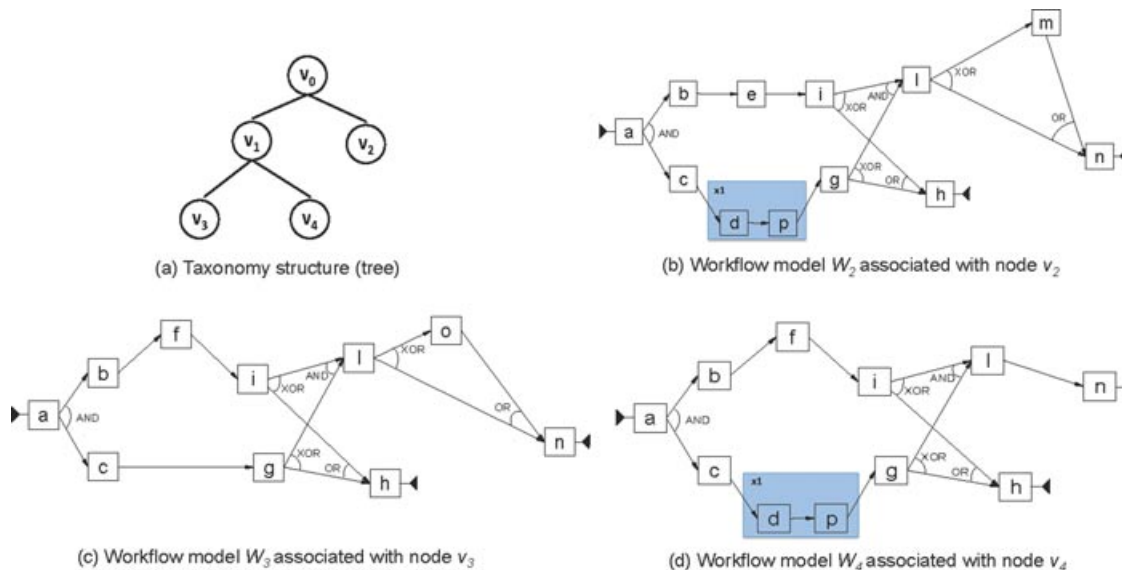 v0
v1
v2
v3
v4
(a) Taxonomy structure (tree)
m
XOR
b
e
i
AND
l
XOR
a
AND
OR
n
c
x1
d
p
g
XOR
OR
h
(b) Workflow model W2 associated with node v2
f
o
b
i
AND
XOR
l
XOR
a
AND
OR
n
c
g
XOR
OR
h
(c) Workflow model W3 associated with node v3
f
b
i
AND
XOR
l
n
a
AND
c
x1
d
p
g
XOR
OR
h
(d) Workflow model W4 associated with node v4